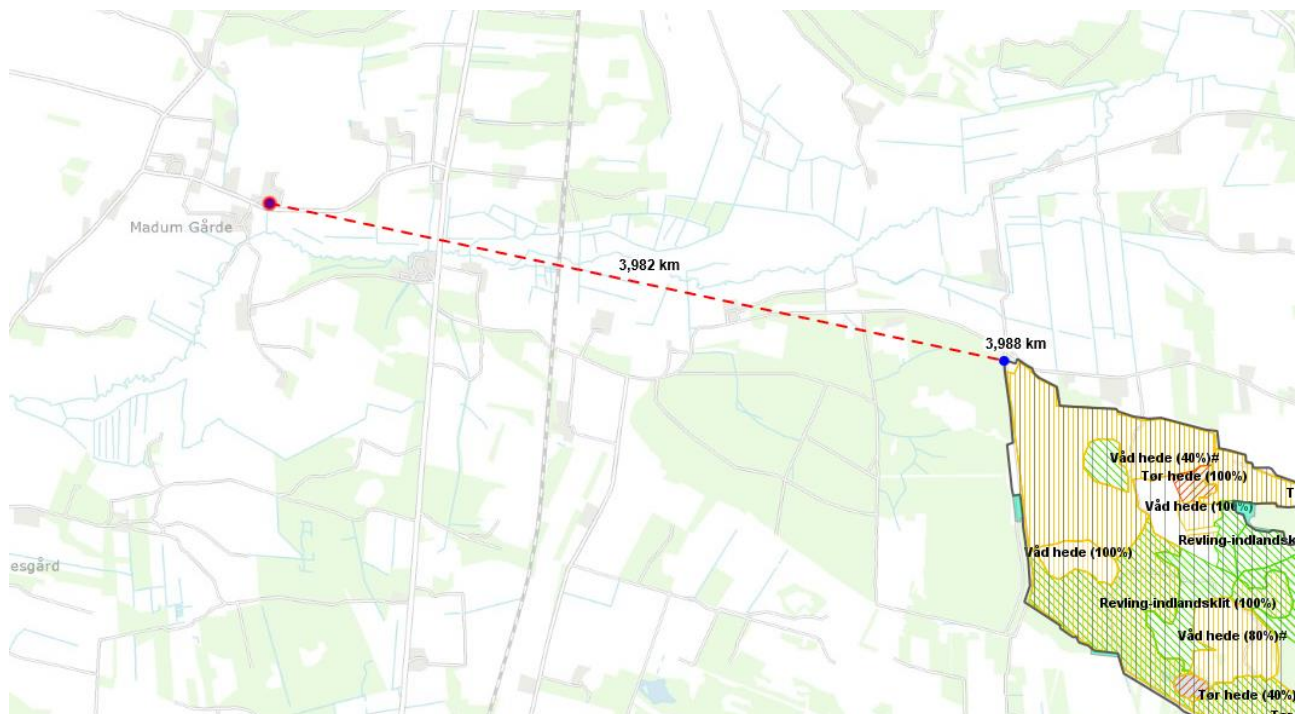 Madum Gårde
3,982 km
3,988 km
Våd hede (40%)#
Tør hede (100%)
T
Våd hede (100%)
Revling-indlandsk
Våd hede (100%)
esgård
Revling-indlandsklit (100%)
Våd hede (80%)#
Tør hede (40%)